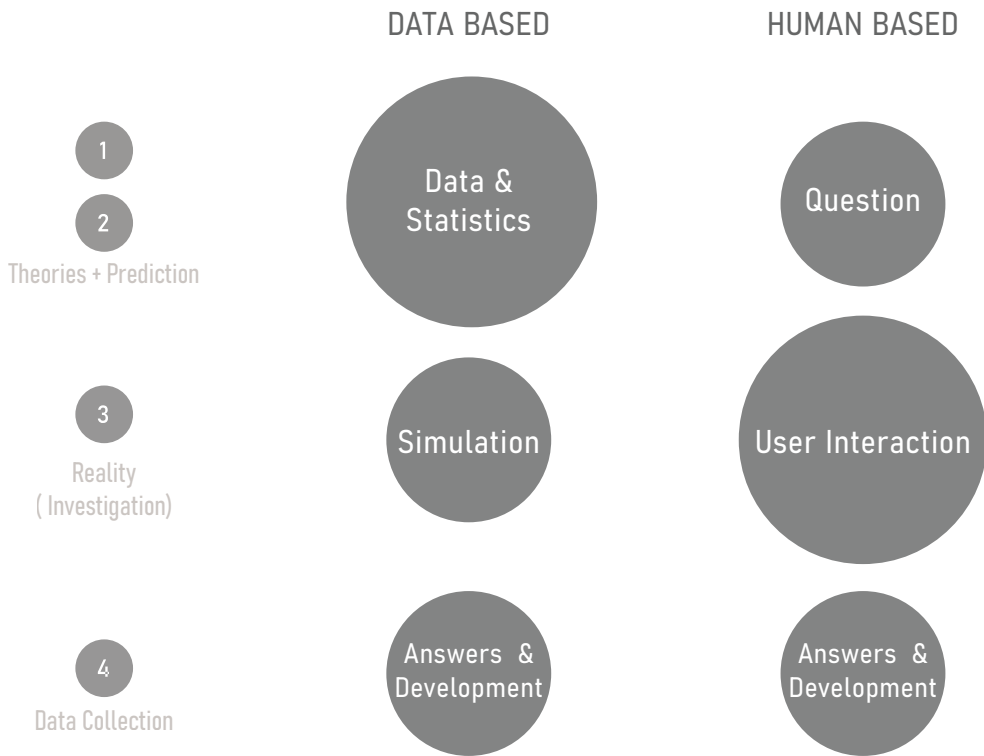 DATA BASED
HUMAN BASED
1
2
Theories + Prediction
Data &
Statistics
Question
3
Reality
( Investigation)
Simulation
User Interaction
4
Data Collection
Answers &
Development
Answers &
Development